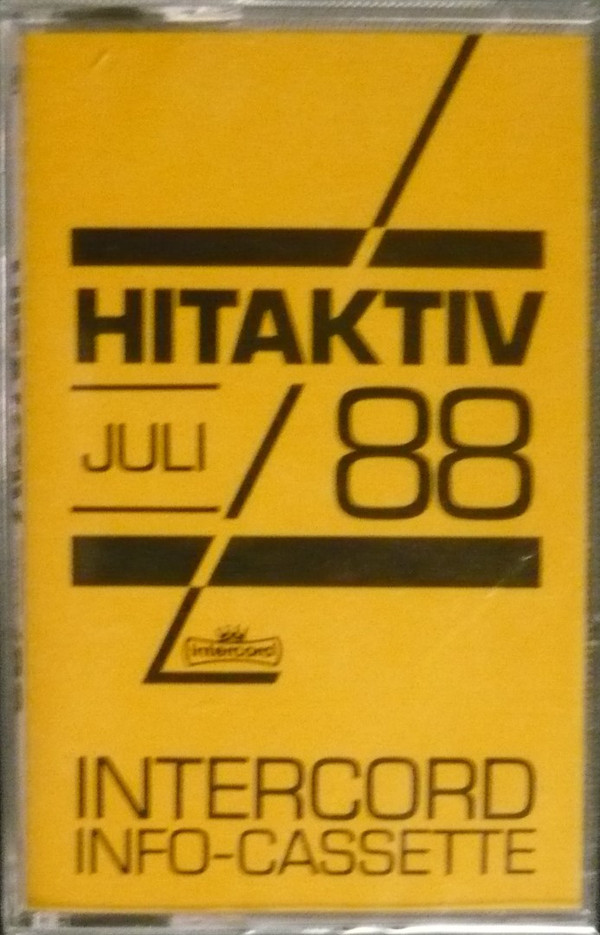 HITAKTIV
JULI
88
intercord
INTERCORD
INFO-CASSETTE